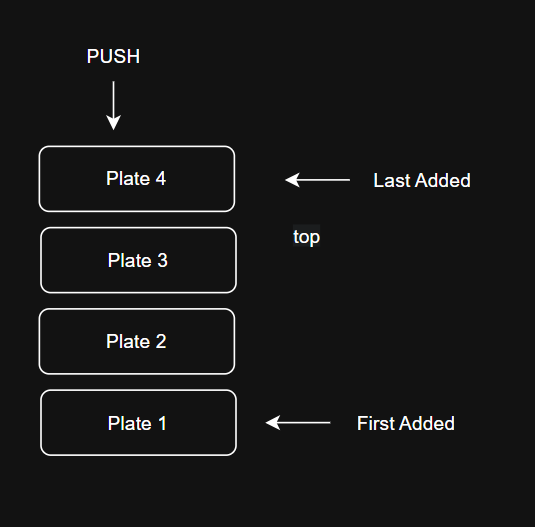 PUSH
Plate 4
Last Added
top
Plate 3
Plate 2
Plate 1
First Added